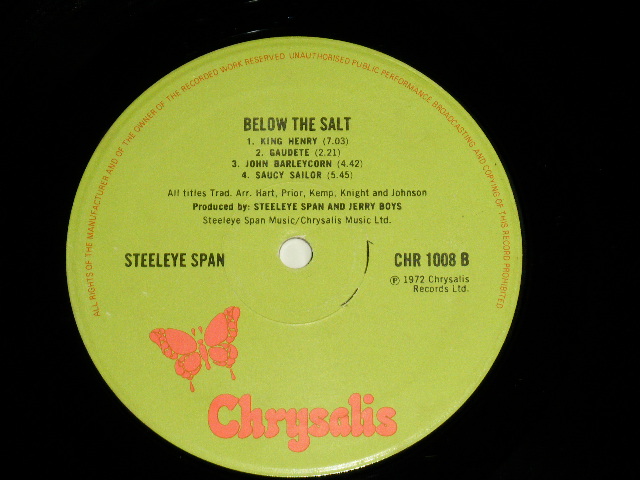 ALL RIGHTS OF THE MANUFACTURER AND OF THE OWNER OF THE RECORDED WORK RESERVED UNAUTHORISED PUBLIC PERFORMANCE BROADCASTING AND COPYING OF THIS RECORD PROHIBITED
BELOW THE SALT
1. KING HENRY (7.03)
2. GAUDETE (2.21)
3. JOHN BARLEYCORN (4.42)
4. SAUCY SAILOR (5.45)
All titles Trad. Arr. Hart, Prior, Kemp, Knight and Johnson
Produced by: STEELEYE SPAN AND JERRY BOYS
Steeleye Span Music/Chrysalis Music Ltd.
STEELEYE SPAN
CHR 1008 B
℗ 1972 Chrysalis
Records Ltd.
Chrysalis